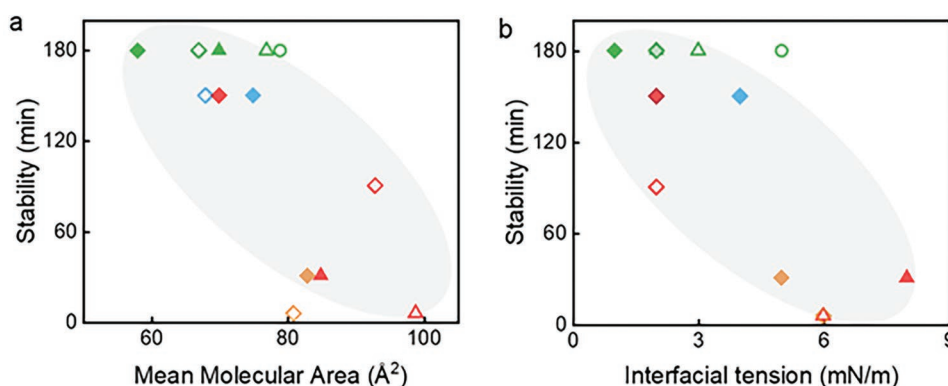 a
180
120
60
0
Stability (min)
60
80
100
Mean Molecular Area (Å²)
b
180
120
60
0
Stability (min)
0
3
6
9
Interfacial tension (mN/m)